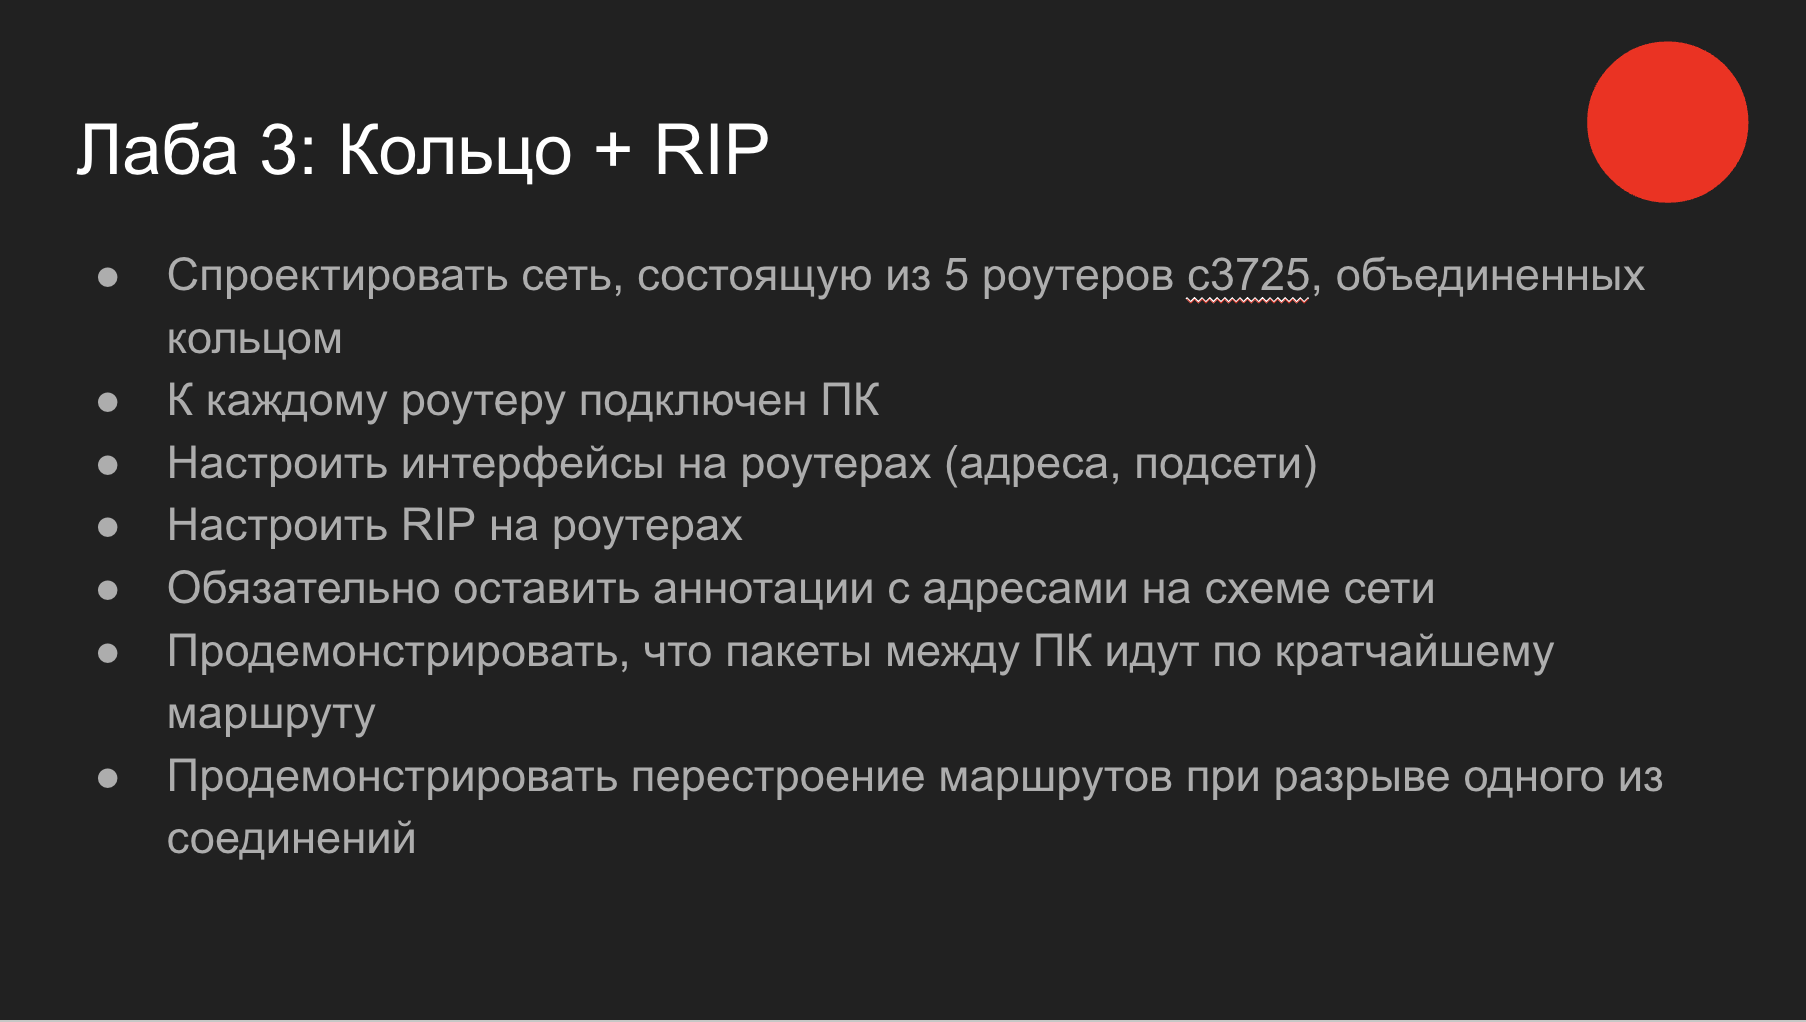 Лаба 3: Кольцо + RIP
● Спроектировать сеть, состоящую из 5 роутеров c3725, объединенных
кольцом
● К каждому роутеру подключен ПК
● Настроить интерфейсы на роутерах (адреса, подсети)
● Настроить RIP на роутерах
● Обязательно оставить аннотации с адресами на схеме сети
● Продемонстрировать, что пакеты между ПК идут по кратчайшему
маршруту
● Продемонстрировать перестроение маршрутов при разрыве одного из
соединений